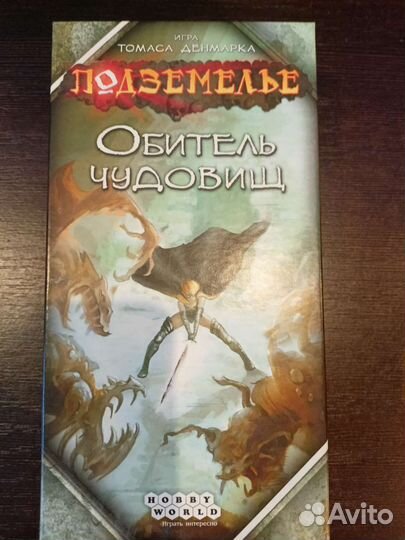 ИГРА
ТОМАСА ДЕНМАРКА
ПОДЗЕМЕЛЬЕ
ОБИТЕЛЬ
ЧУДОВИЩ
HOBBY
WORLD
Играть интересно
Avito